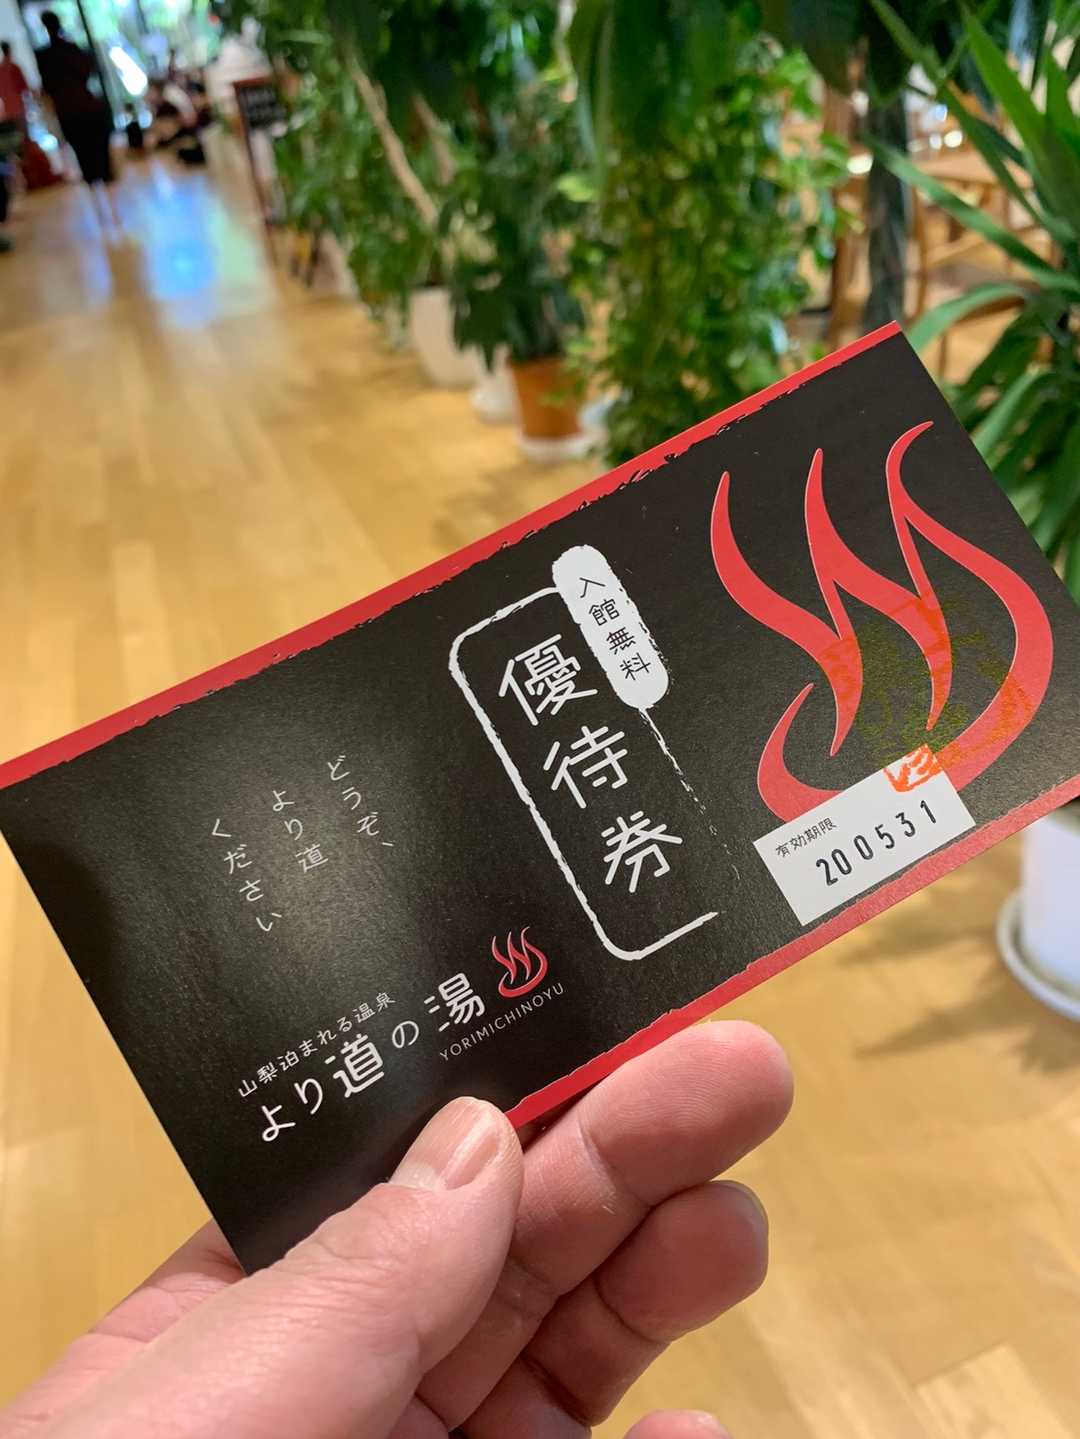 入館無料
優待券
どうぞ、
より道
ください
山梨泊まれる温泉
より道の湯
YORIMICHINOYU
有効期限
200531